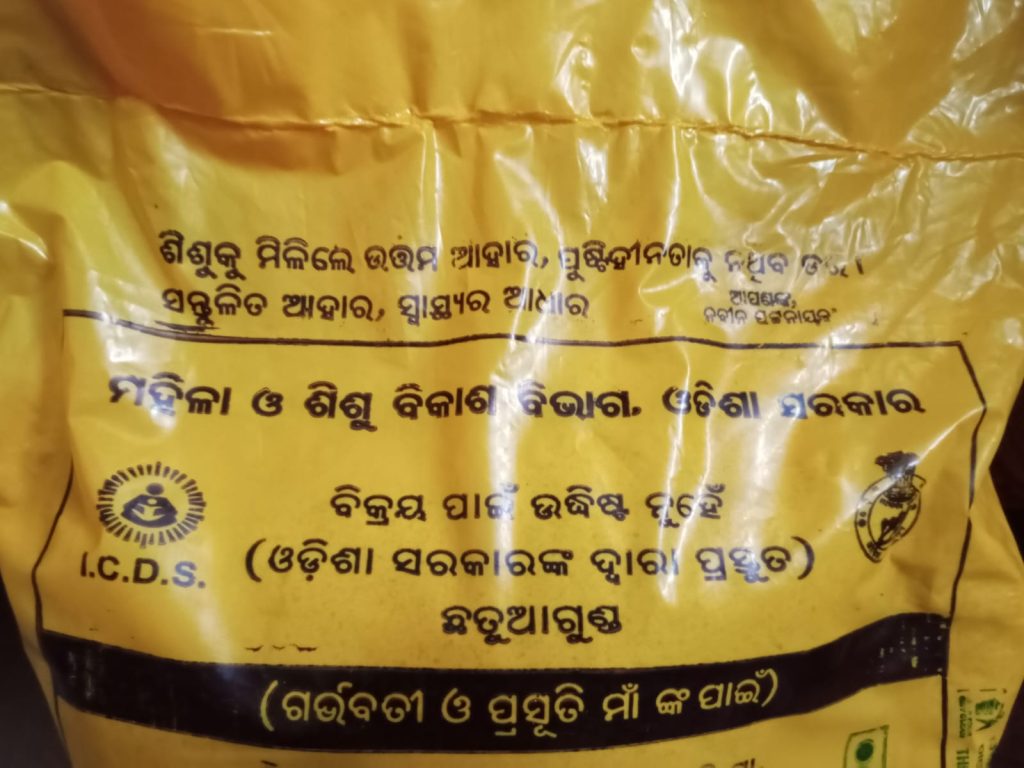 ଶିଶୁକୁ ମିଳିଲେ ଉତ୍ତମ ଆହାର, ପୁଷ୍ଟିହୀନତାକୁ ନଥିବ ଡର ।
ସନ୍ତୁଳିତ ଆହାର, ସ୍ୱାସ୍ଥ୍ୟର ଆଧାର
ଆପଣଙ୍କ,
ନବୀନ ପଟ୍ଟନାୟକ
ମହିଳା ଓ ଶିଶୁ ବିକାଶ ବିଭାଗ, ଓଡିଶା ସରକାର
ବିକ୍ରୟ ପାଇଁ ଉଦ୍ଧିଷ୍ଟ ନୁହେଁ
(ଓଡ଼ିଶା ସରକାରଙ୍କ ଦ୍ୱାରା ପ୍ରସ୍ତୁତ)
I.C.D.S.
ଛତୁଆଗୁଣ୍ଡ
(ଗର୍ଭବତୀ ଓ ପ୍ରସୂତି ମାଁ ଙ୍କ ପାଇଁ)